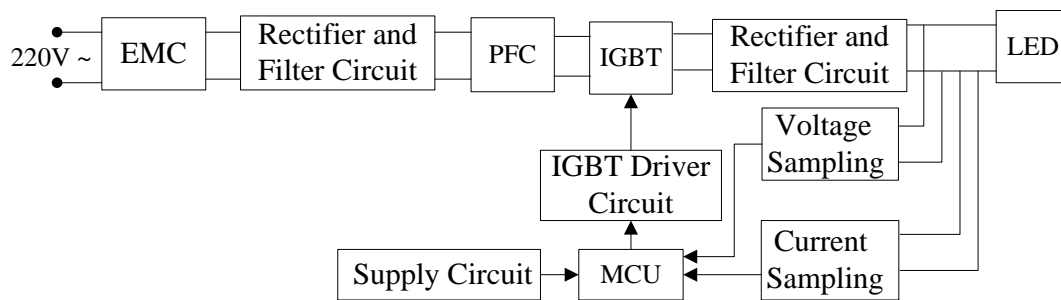 220V ~
EMC
Rectifier and
Filter Circuit
PFC
IGBT
Rectifier and
Filter Circuit
LED
Voltage
Sampling
IGBT Driver
Circuit
Current
Sampling
Supply Circuit
MCU